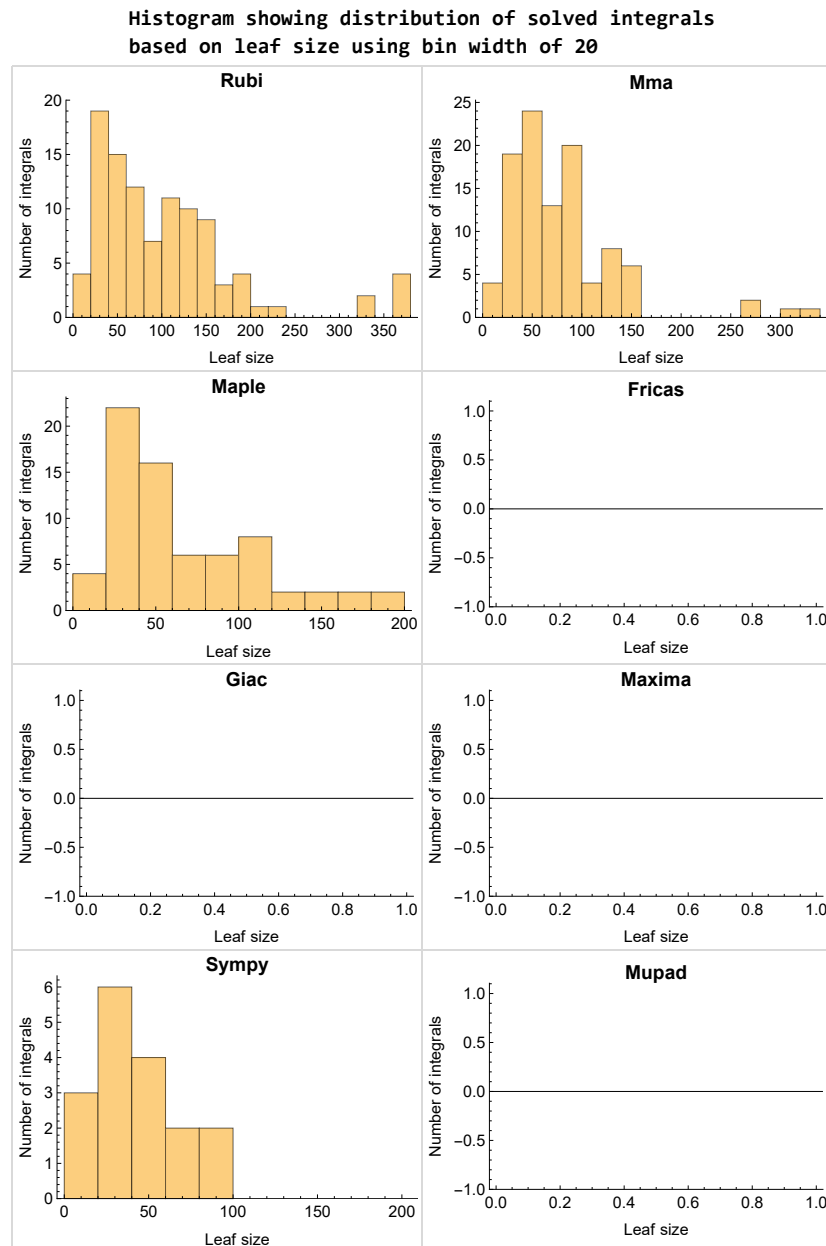 Histogram showing distribution of solved integrals
based on leaf size using bin width of 20
Rubi
Number of integrals
20
15
10
5
0
0 50 100 150 200 250 300 350
Leaf size
Mma
Number of integrals
25
20
15
10
5
0
0 50 100 150 200 250 300
Leaf size
Maple
Number of integrals
20
15
10
5
0
0 50 100 150 200
Leaf size
Fricas
Number of integrals
1.0
0.5
0.0
−0.5
−1.0
0.0 0.2 0.4 0.6 0.8 1.0
Leaf size
Giac
Number of integrals
1.0
0.5
0.0
−0.5
−1.0
0.0 0.2 0.4 0.6 0.8 1.0
Leaf size
Maxima
Number of integrals
1.0
0.5
0.0
−0.5
−1.0
0.0 0.2 0.4 0.6 0.8 1.0
Leaf size
Sympy
Number of integrals
6
5
4
3
2
1
0
0 50 100 150 200
Leaf size
Mupad
Number of integrals
1.0
0.5
0.0
−0.5
−1.0
0.0 0.2 0.4 0.6 0.8 1.0
Leaf size